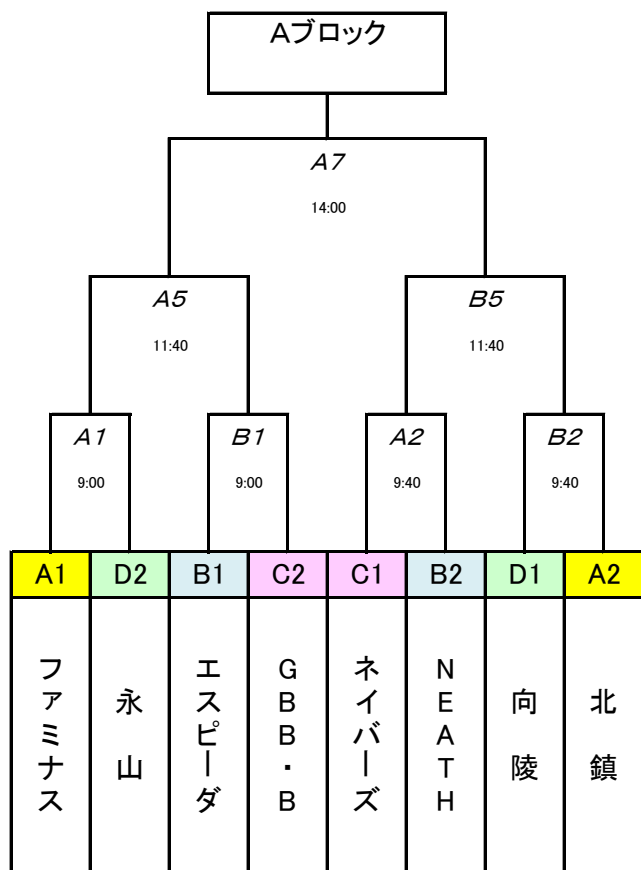 Aブロック
A7
14:00
A5
B5
11:40
11:40
A1
B1
A2
B2
9:00
9:00
9:40
9:40
A1
D2
B1
C2
C1
B2
D1
A2
ファミナス
永山
エスピーダ
GBB・B
ネイバーズ
NEATH
向陵
北鎮